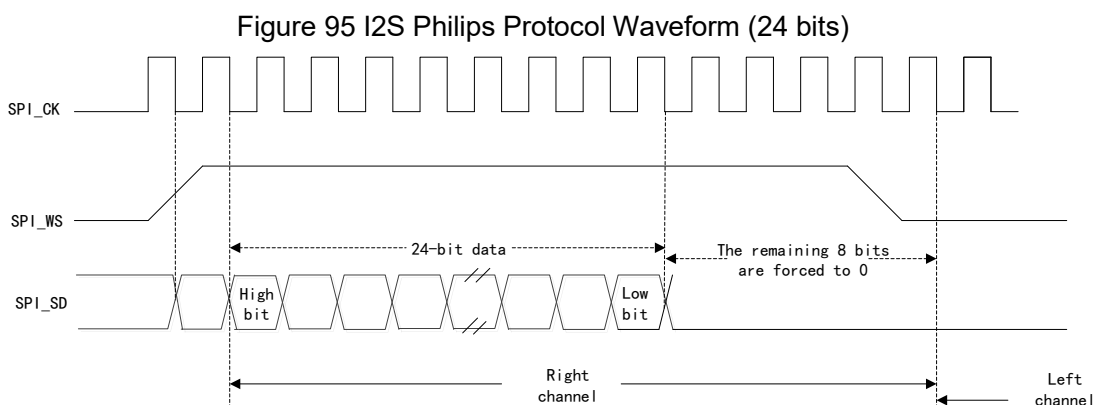 Figure 95 I2S Philips Protocol Waveform (24 bits)
SPI_CK
SPI_WS
24-bit data
The remaining 8 bits
are forced to 0
SPI_SD
High
bit
Low
bit
Right
channel
Left
channel